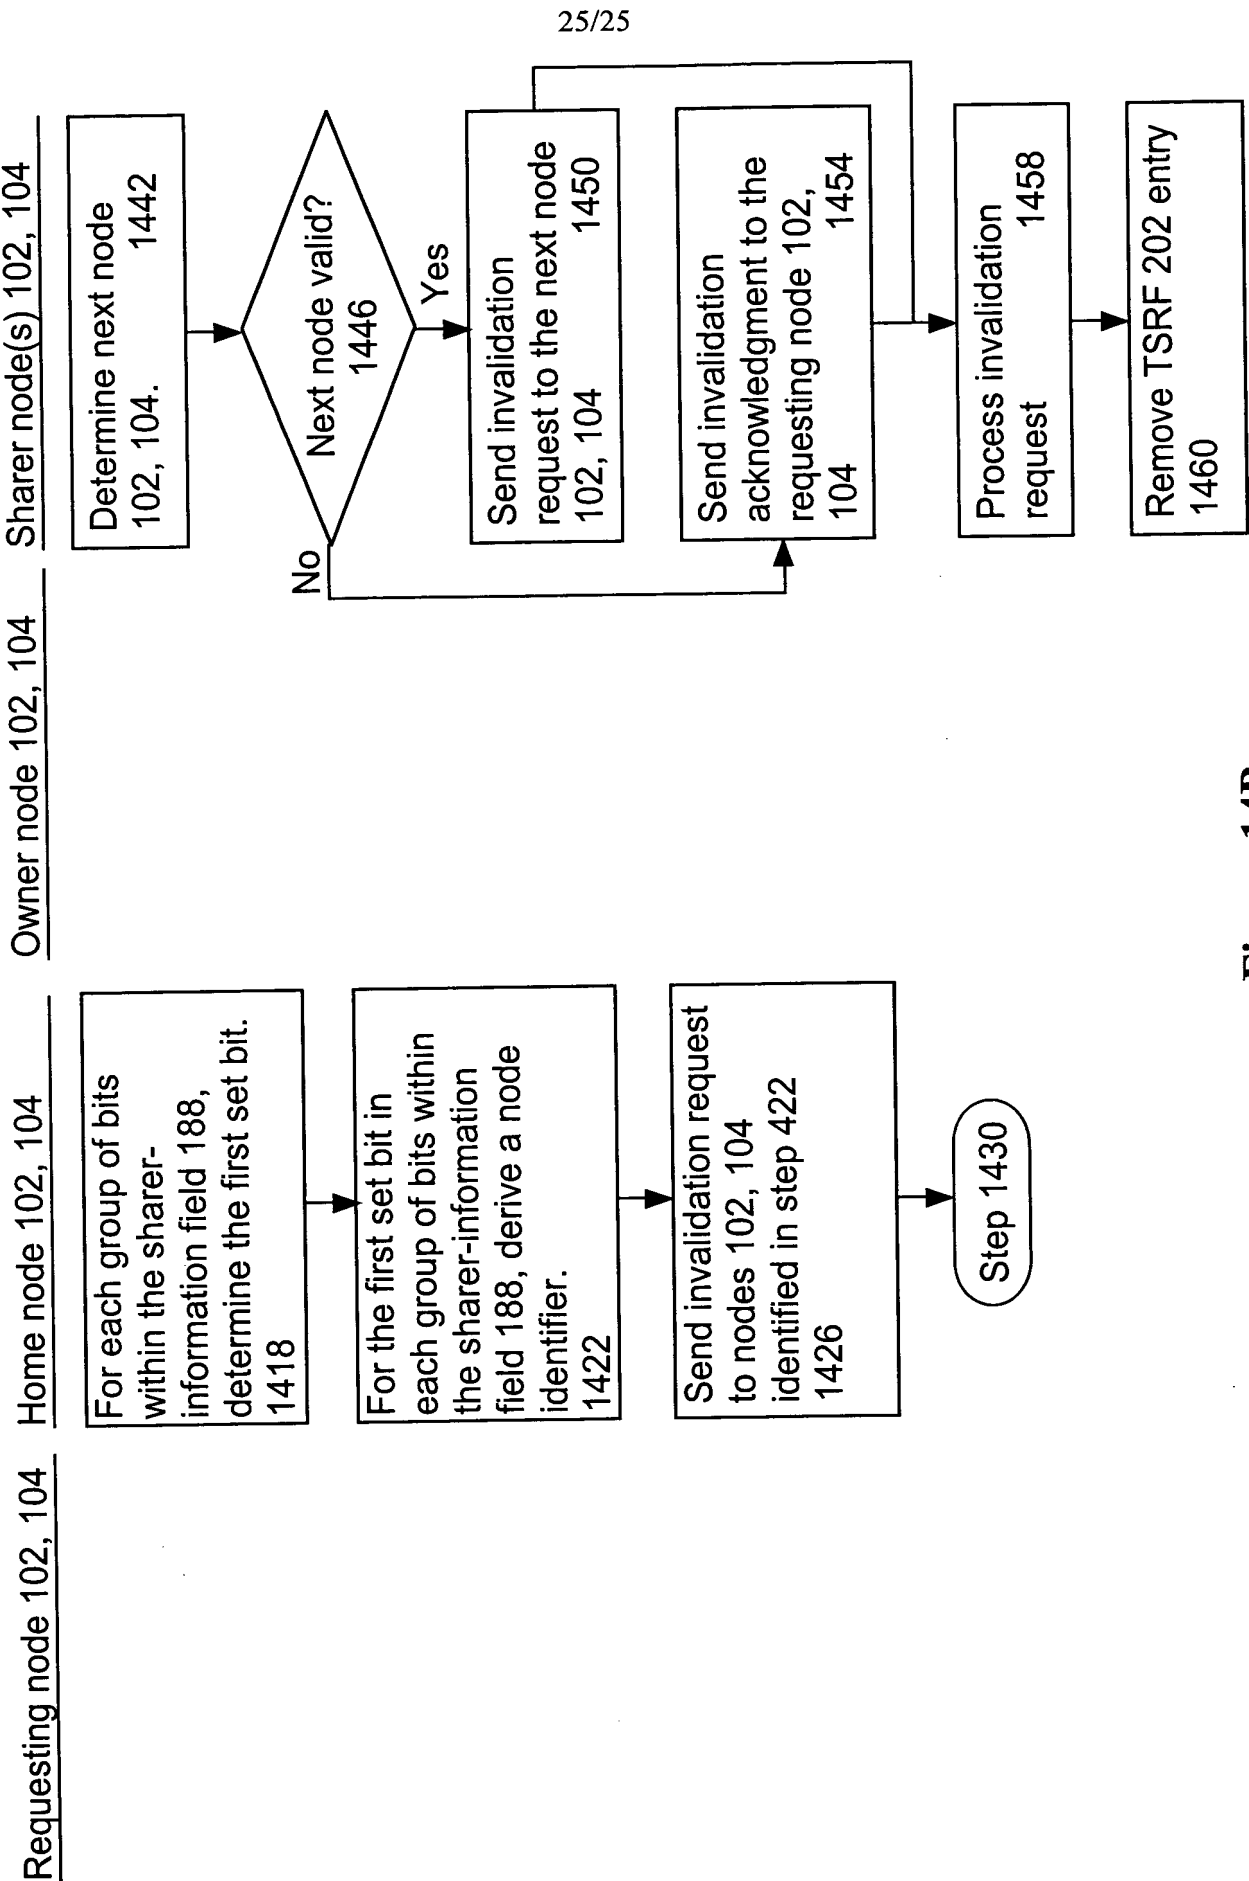 25/25
Requesting node 102, 104
Home node 102, 104
Owner node 102, 104
Sharer node(s) 102, 104
For each group of bits
within the sharer-
information field 188,
determine the first set bit.
1418
For the first set bit in
each group of bits within
the sharer-information
field 188, derive a node
identifier.
1422
Send invalidation request
to nodes 102, 104
identified in step 422
1426
Step 1430
Determine next node
102, 104. 1442
Next node valid?
1446
No
Yes
Send invalidation
request to the next node
102, 104 1450
Send invalidation
acknowledgment to the
requesting node 102,
104 1454
Process invalidation
request 1458
Remove TSRF 202 entry
1460